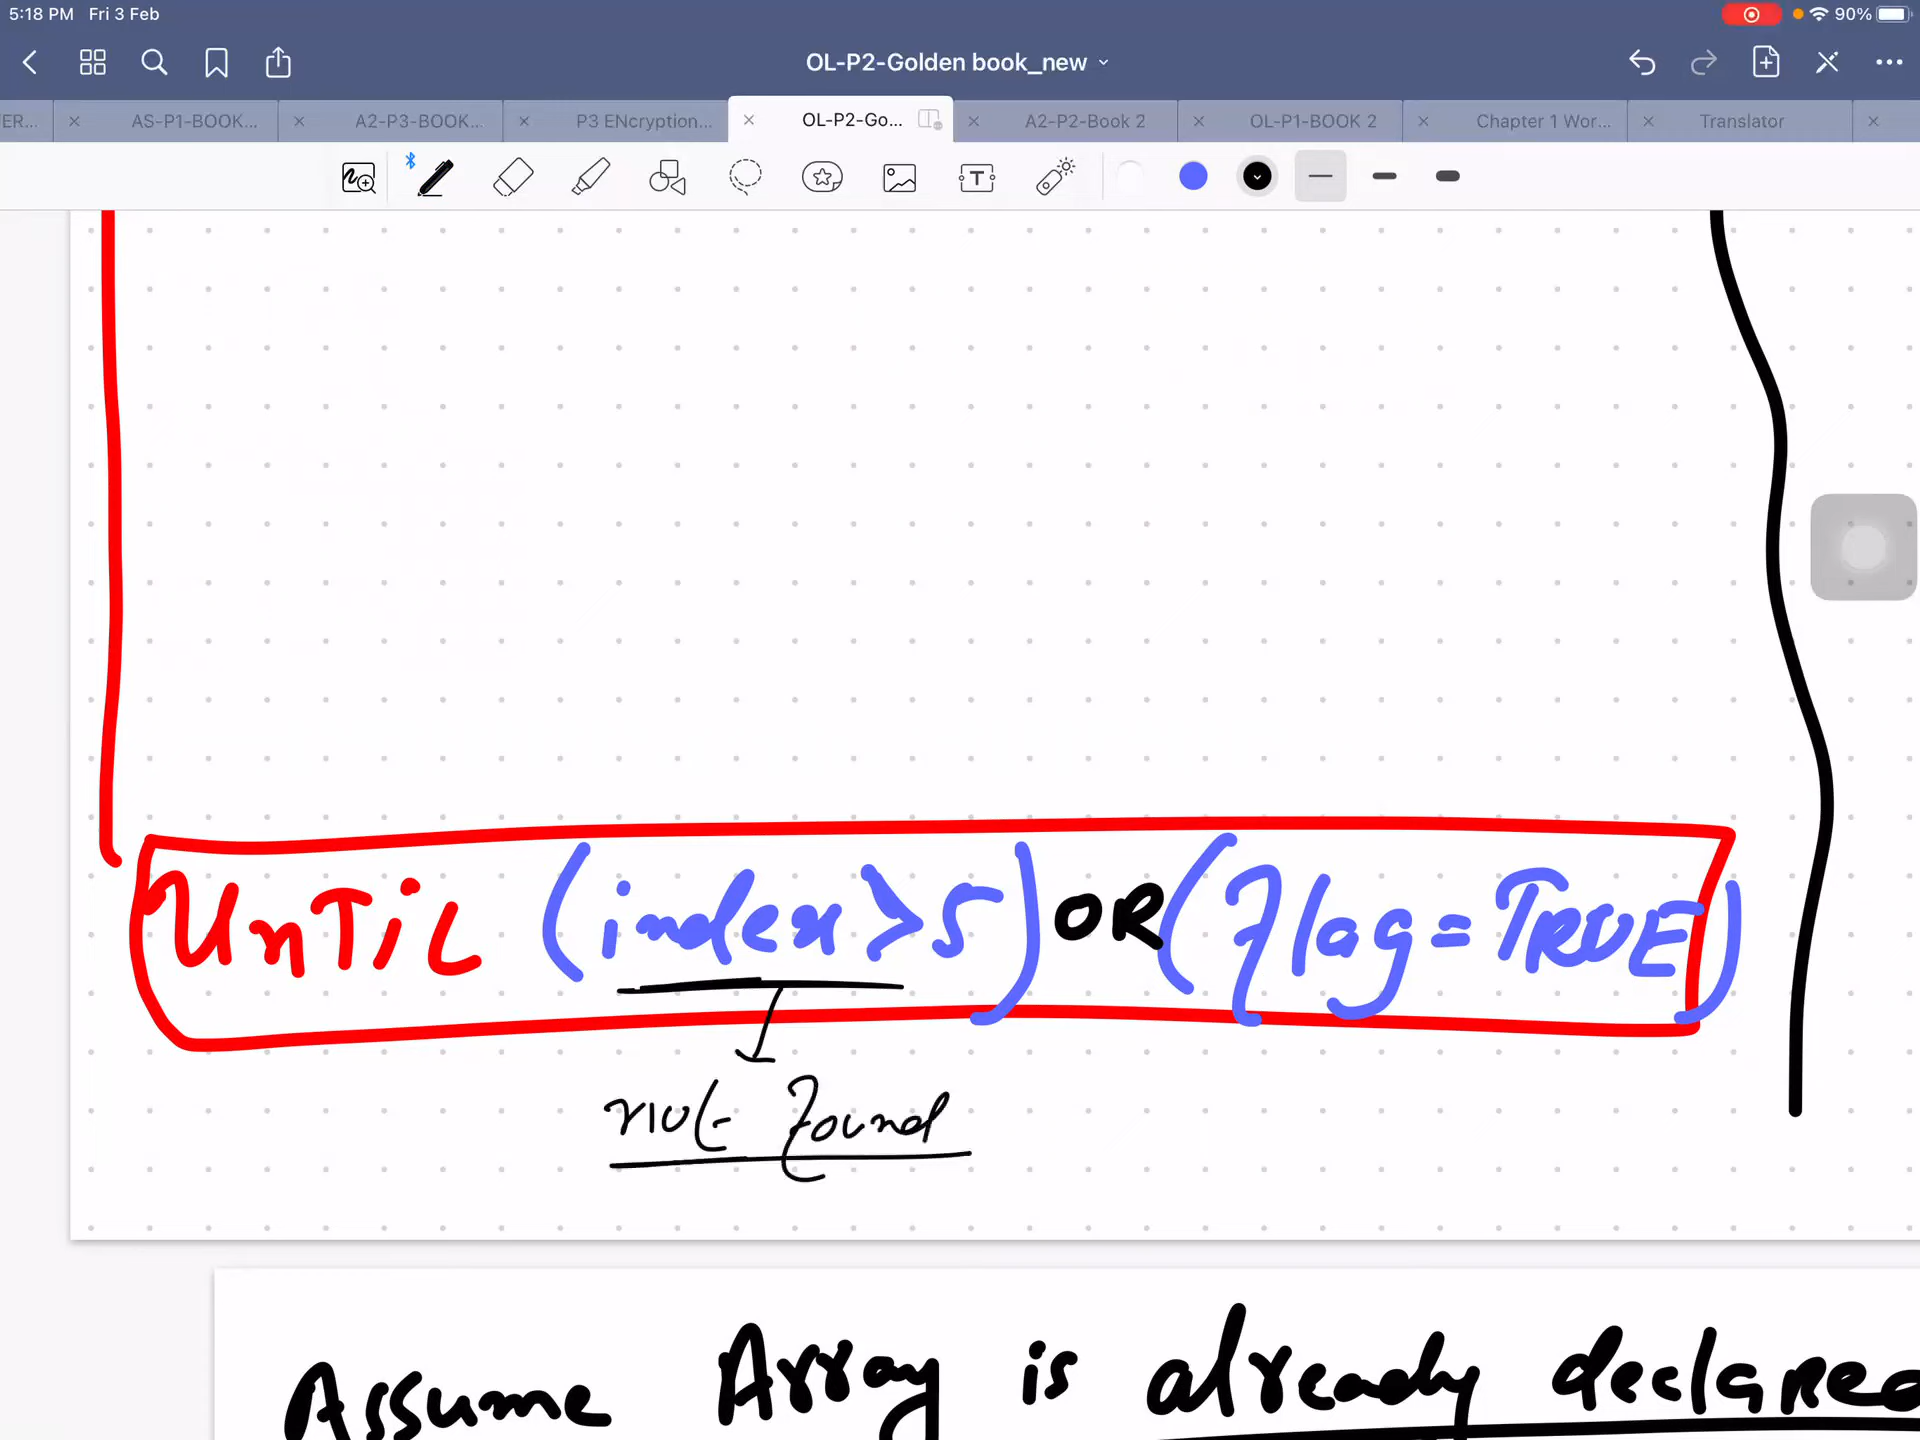 5:18 PM Fri 3 Feb
90%
OL-P2-Golden book_new
ER... AS-P1-BOOK... A2-P3-BOOK... P3 ENcryption... OL-P2-Go... A2-P2-Book 2 OL-P1-BOOK 2 Chapter 1 Wor... Translator
T
UnTiL (index>5) OR (Flag=TRUE)
not Found
Assume Array is already declared